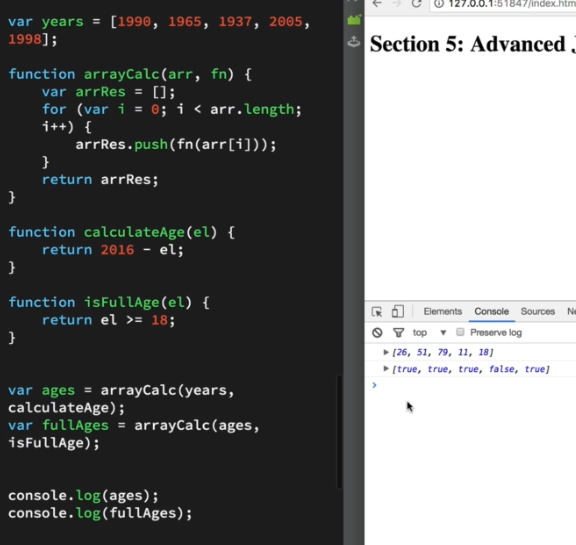 var years = [1990, 1965, 1937, 2005,
1998];
function arrayCalc(arr, fn) {
var arrRes = [];
for (var i = 0; i < arr.length;
i++) {
arrRes.push(fn(arr[i]));
}
return arrRes;
}
function calculateAge(el) {
return 2016 - el;
}
function isFullAge(el) {
return el >= 18;
}
var ages = arrayCalc(years,
calculateAge);
var fullAges = arrayCalc(ages,
isFullAge);
console.log(ages);
console.log(fullAges);
127.0.0.1:51847/index.htm
Section 5: Advanced J
Elements Console Sources Ne
top Preserve log
[26, 51, 79, 11, 18]
[true, true, true, false, true]